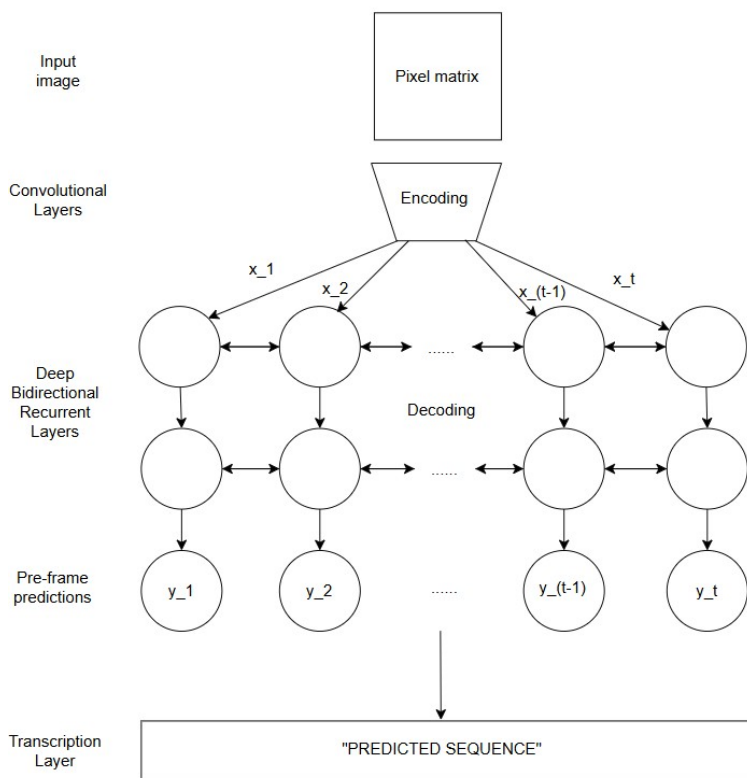 Input
image
Pixel matrix
Convolutional
Layers
Encoding
x_1
x_2
x_(t-1)
x_t
Deep
Bidirectional
Recurrent
Layers
......
Decoding
......
Pre-frame
predictions
y_1
y_2
......
y_(t-1)
y_t
Transcription
Layer
"PREDICTED SEQUENCE"